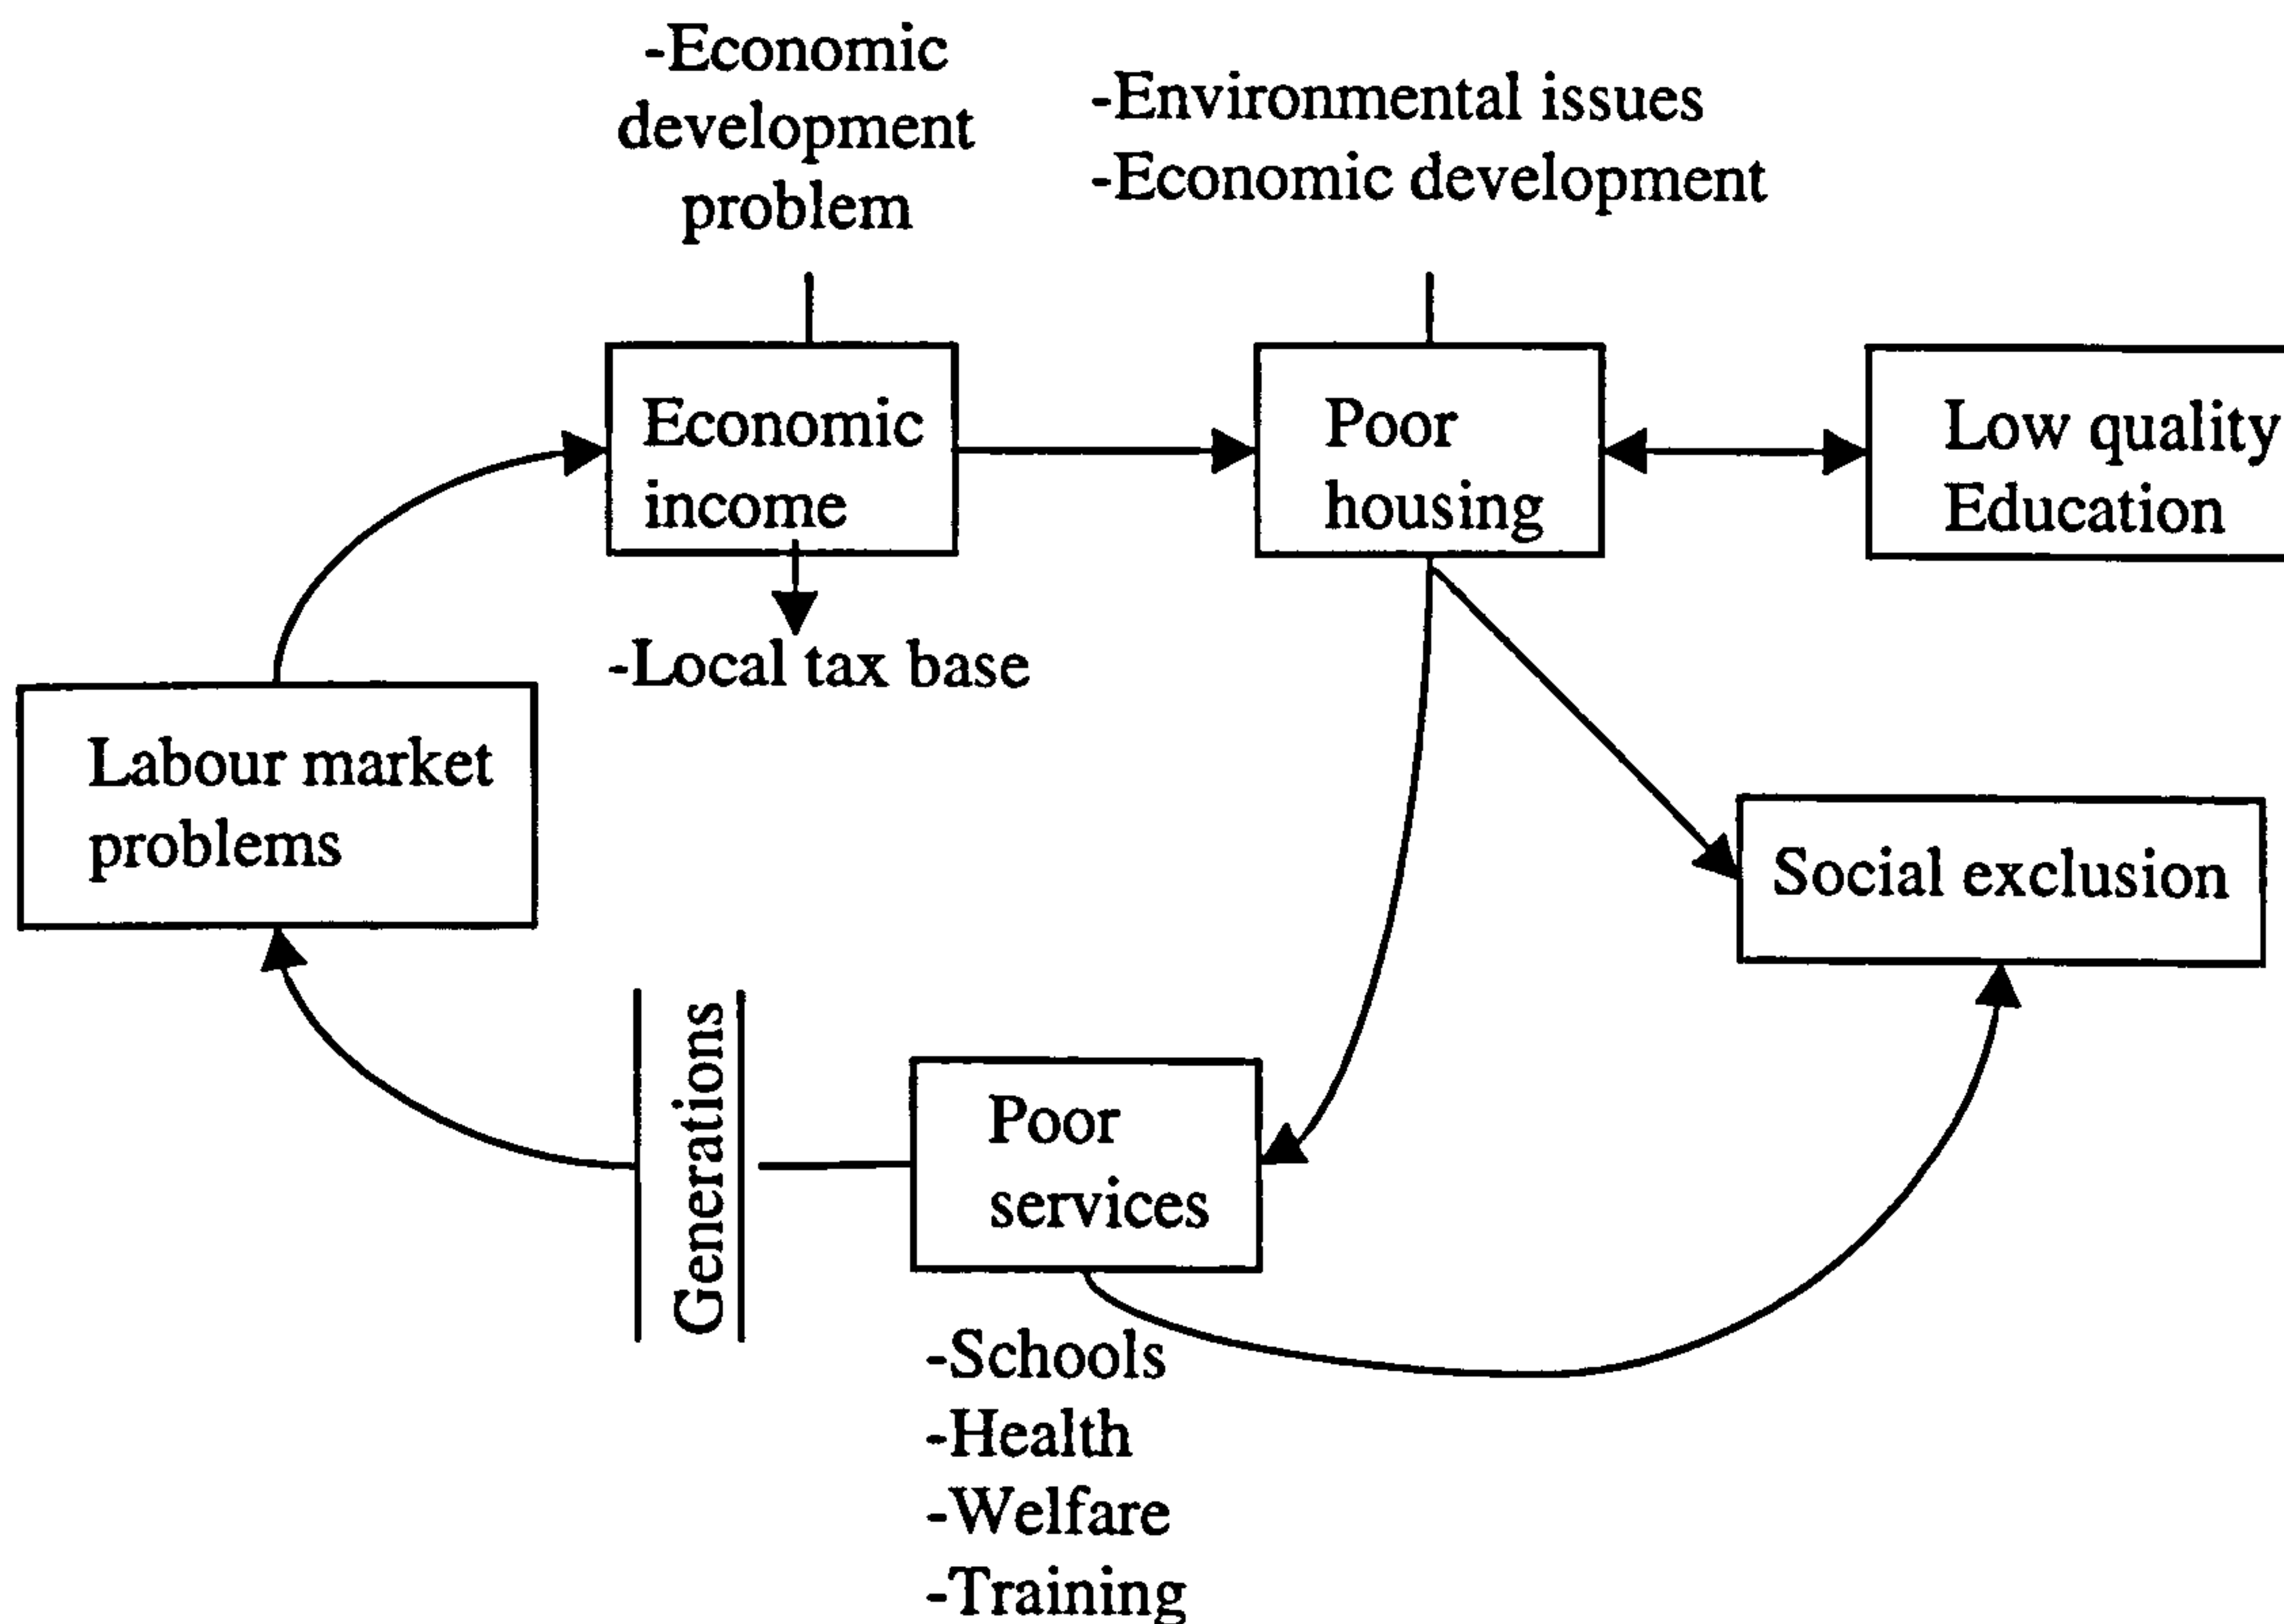 -Economic
development
problem
-Environmental issues
-Economic development
Economic
income
Poor
housing
Low quality
Education
-Local tax base
Labour market
problems
Social exclusion
Generations
Poor
services
-Schools
-Health
-Welfare
-Training